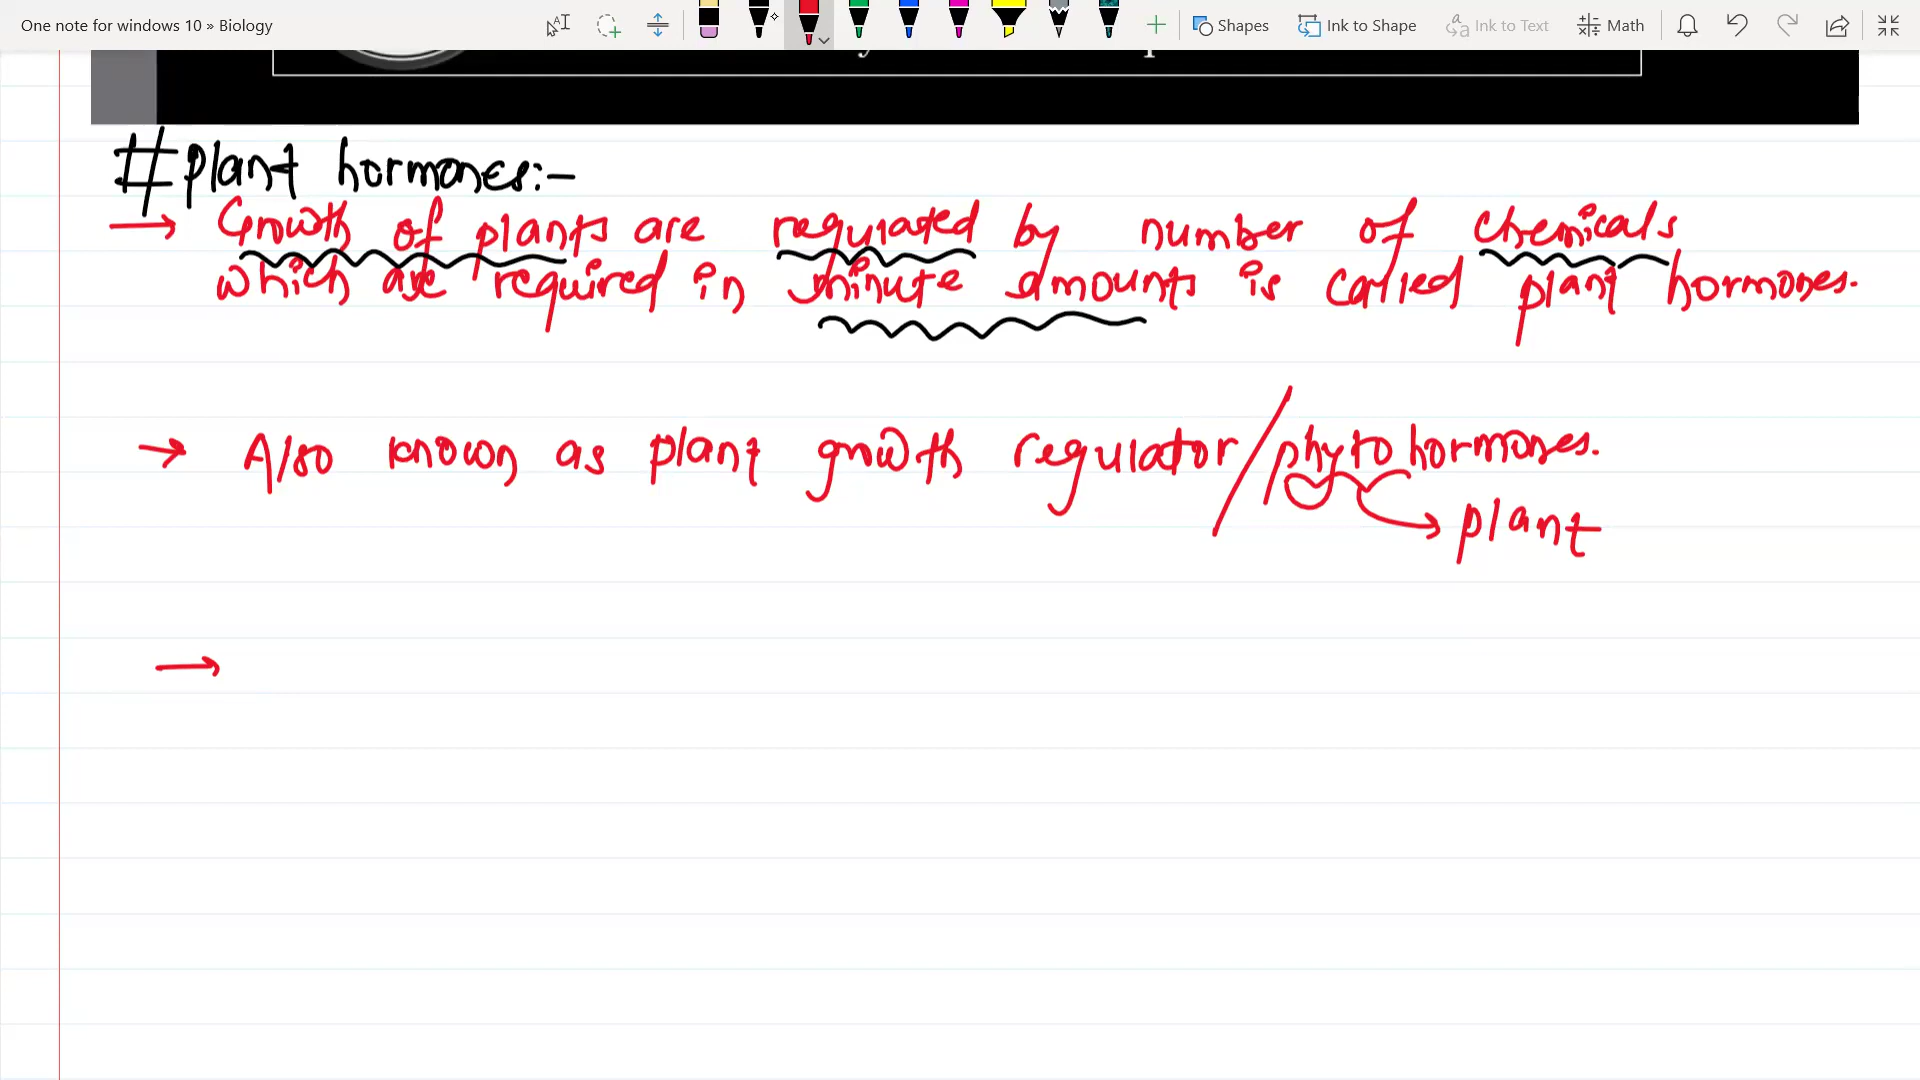 One note for windows 10 » Biology
Shapes
Ink to Shape
Ink to Text
Math
#plant hormones:-
→ Growth of plants are regulated by number of chemicals
which are required in minute amounts is called plant hormones.
→ Also known as plant growth regulator/phyto hormones.
→ plant
→